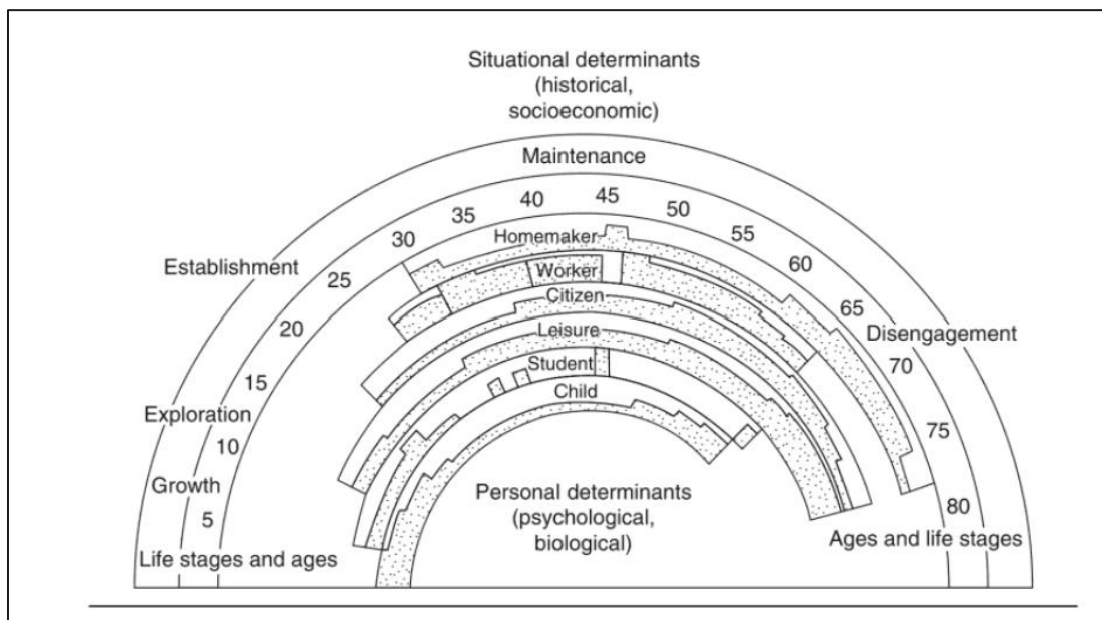 Situational determinants
(historical,
socioeconomic)
Maintenance
Establishment
Exploration
Growth
Life stages and ages
5
10
15
20
25
30
35
40
45
50
55
60
65
70
75
80
Disengagement
Ages and life stages
Homemaker
Worker
Citizen
Leisure
Student
Child
Personal determinants
(psychological,
biological)